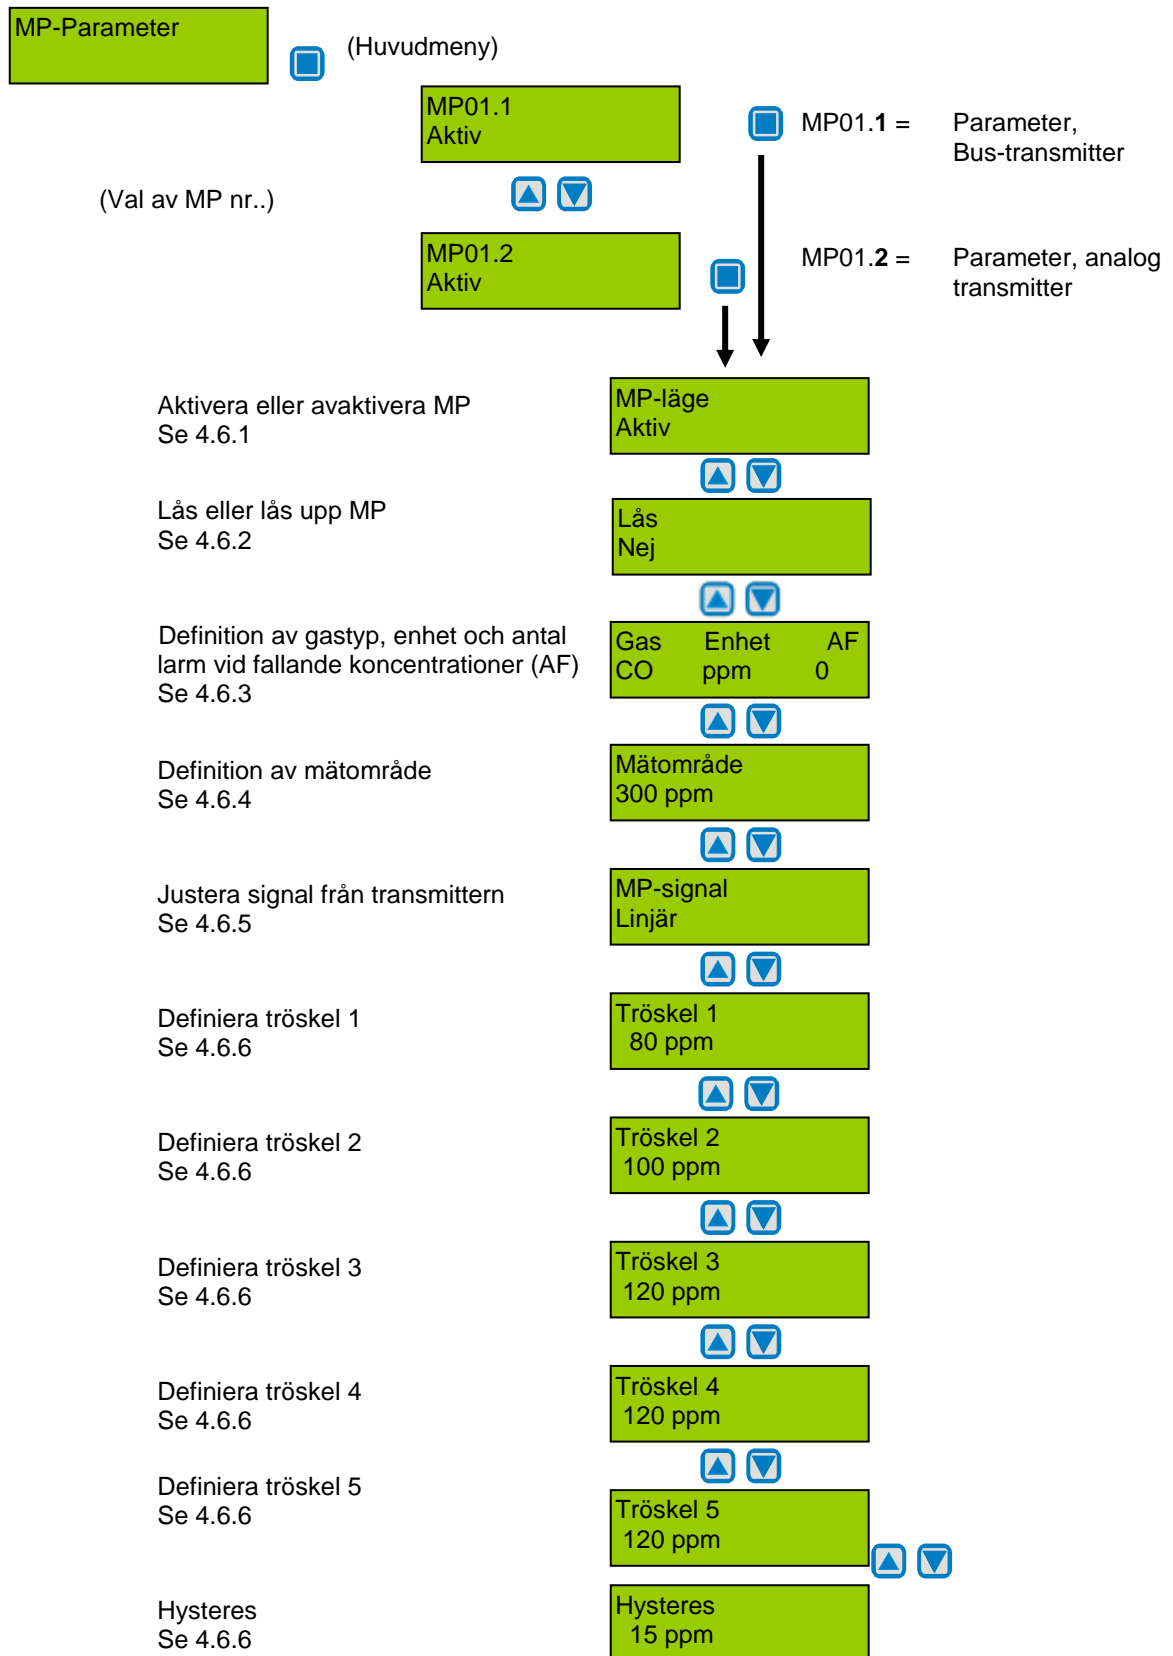 MP-Parameter
(Huvudmeny)
MP01.1
Aktiv
MP01.1 = Parameter,
Bus-transmitter
(Val av MP nr..)
MP01.2
Aktiv
MP01.2 = Parameter, analog
transmitter
Aktivera eller avaktivera MP
Se 4.6.1
MP-läge
Aktiv
Lås eller lås upp MP
Se 4.6.2
Lås
Nej
Definition av gastyp, enhet och antal
larm vid fallande koncentrationer (AF)
Se 4.6.3
Gas Enhet AF
CO ppm 0
Definition av mätområde
Se 4.6.4
Mätområde
300 ppm
Justera signal från transmittern
Se 4.6.5
MP-signal
Linjär
Definiera tröskel 1
Se 4.6.6
Tröskel 1
80 ppm
Definiera tröskel 2
Se 4.6.6
Tröskel 2
100 ppm
Definiera tröskel 3
Se 4.6.6
Tröskel 3
120 ppm
Definiera tröskel 4
Se 4.6.6
Tröskel 4
120 ppm
Definiera tröskel 5
Se 4.6.6
Tröskel 5
120 ppm
Hysteres
Se 4.6.6
Hysteres
15 ppm